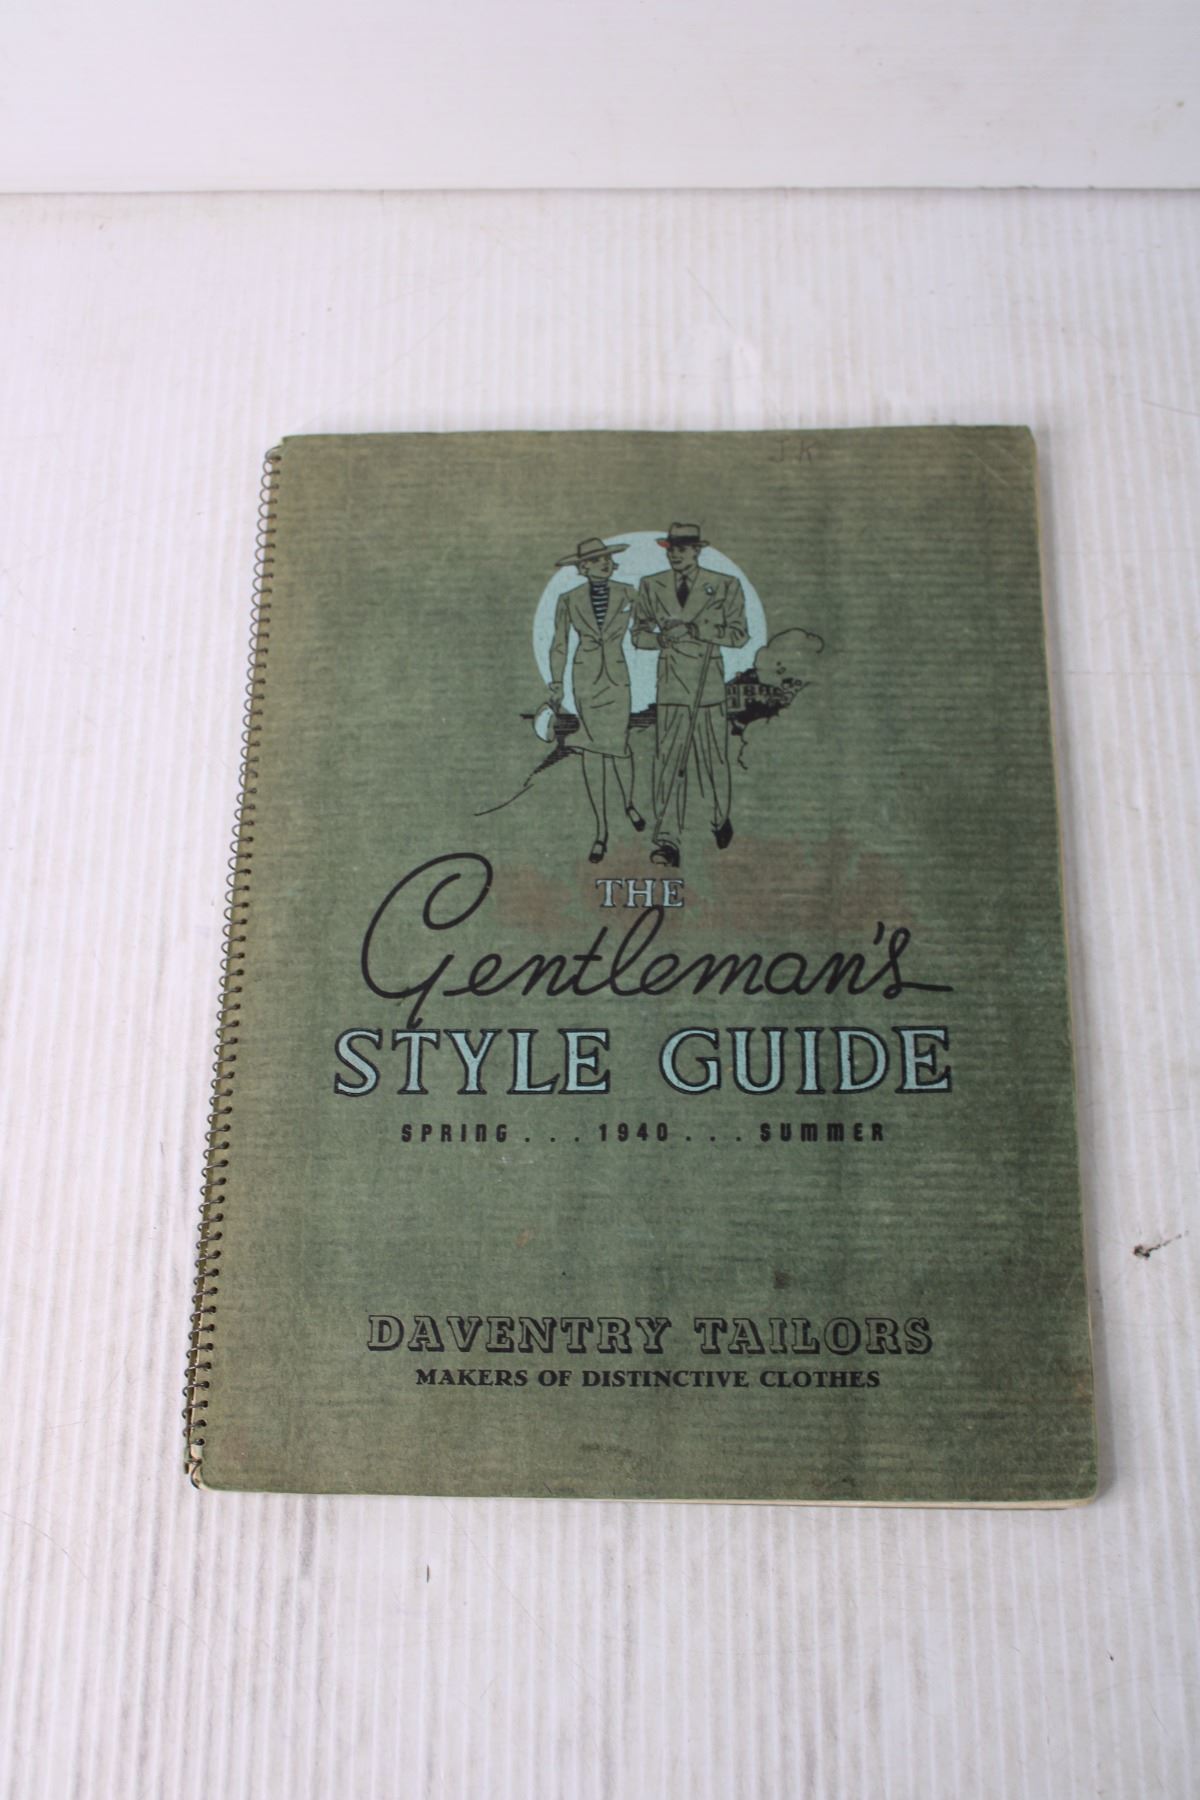 J.K
THE
Gentleman's
STYLE GUIDE
SPRING...1940...SUMMER
DAVENTRY TAILORS
MAKERS OF DISTINCTIVE CLOTHES